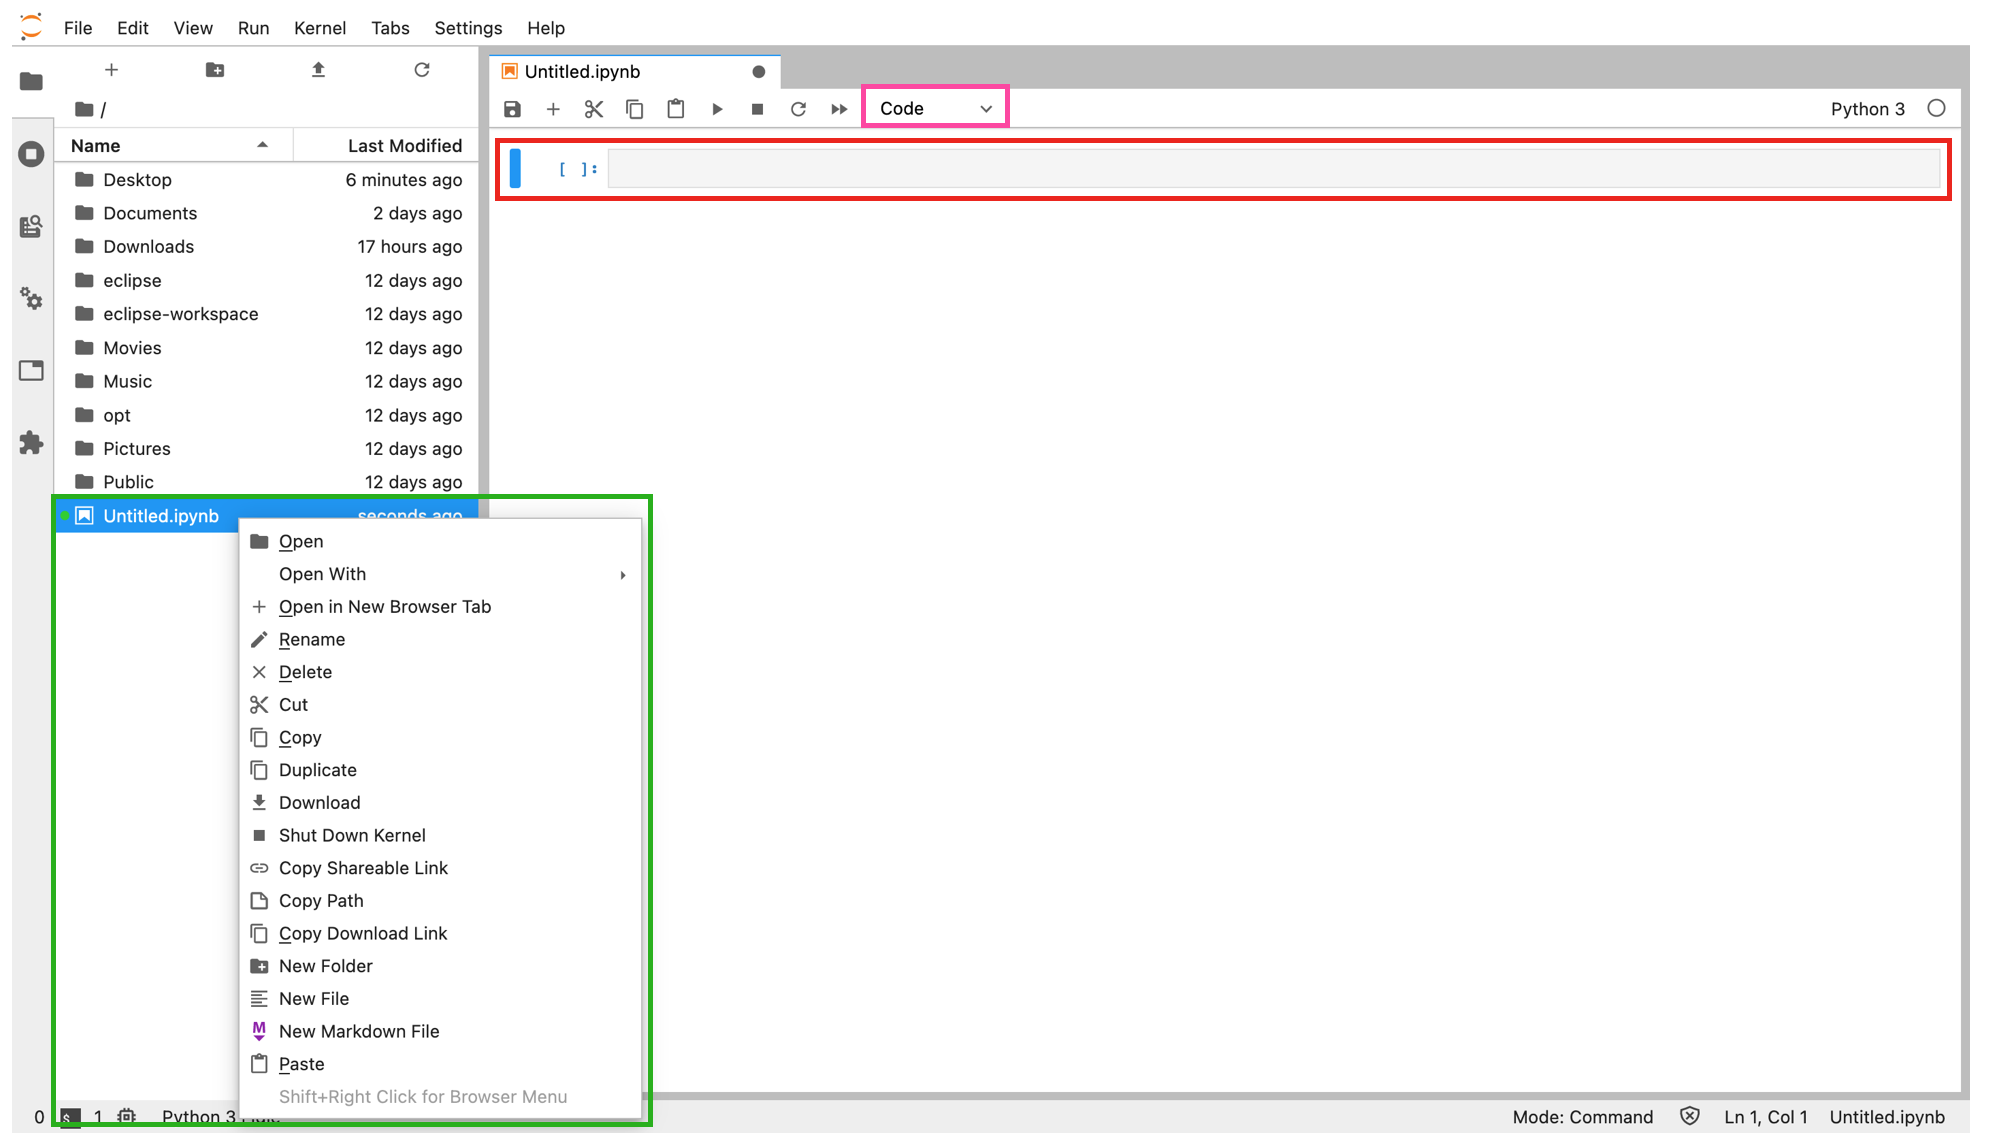 File Edit View Run Kernel Tabs Settings Help
Untitled.ipynb
/
Code
Python 3
Name Last Modified
[ ]:
Desktop 6 minutes ago
Documents 2 days ago
Downloads 17 hours ago
eclipse 12 days ago
eclipse-workspace 12 days ago
Movies 12 days ago
Music 12 days ago
opt 12 days ago
Pictures 12 days ago
Public 12 days ago
Untitled.ipynb seconds ago
Open
Open With
Open in New Browser Tab
Rename
Delete
Cut
Copy
Duplicate
Download
Shut Down Kernel
Copy Shareable Link
Copy Path
Copy Download Link
New Folder
New File
M New Markdown File
Paste
Shift+Right Click for Browser Menu
0 $ 1 Python 3 Mode: Command Ln 1, Col 1 Untitled.ipynb